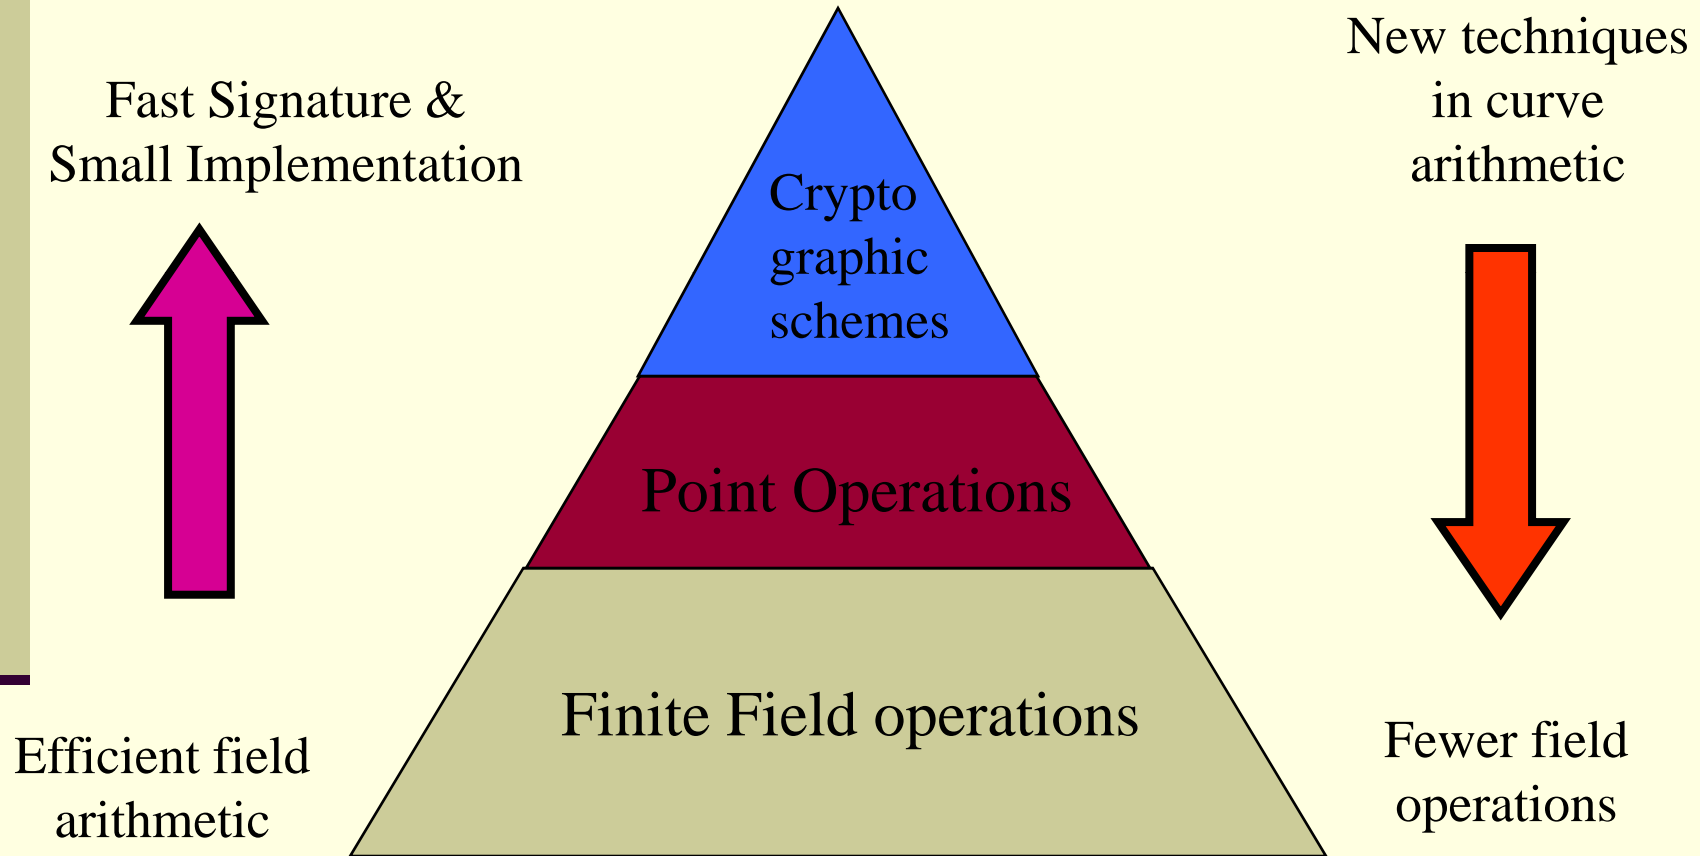 Fast Signature &
Small Implementation
Efficient field
arithmetic
Crypto
graphic
schemes
Point Operations
Finite Field operations
New techniques
in curve
arithmetic
Fewer field
operations